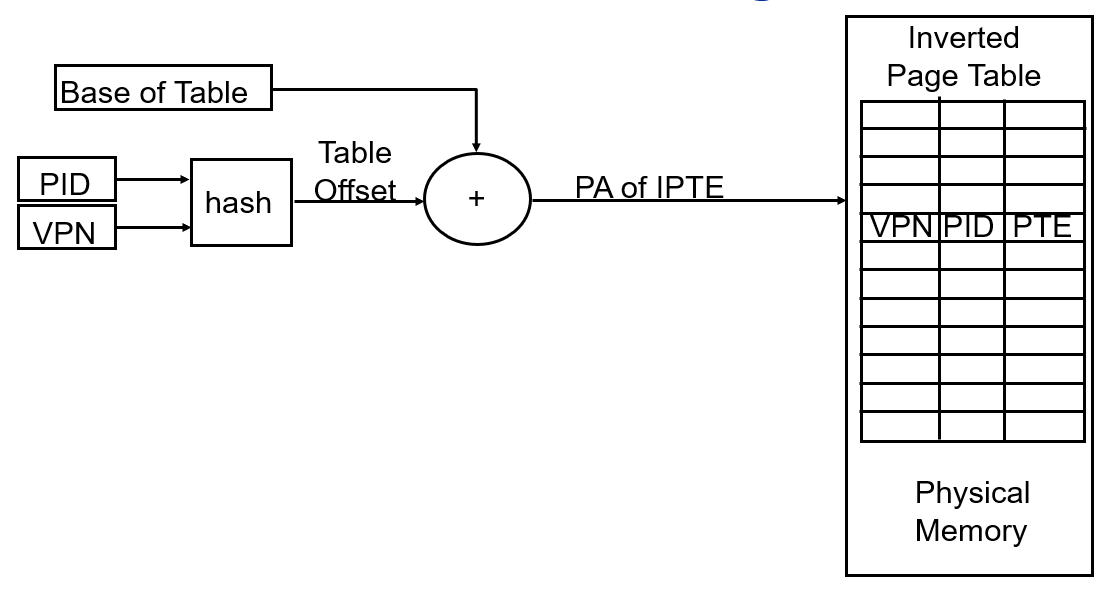 Inverted
Page Table
Base of Table
Table
Offset
PID
VPN
hash
+
PA of IPTE
VPN PID PTE
Physical
Memory